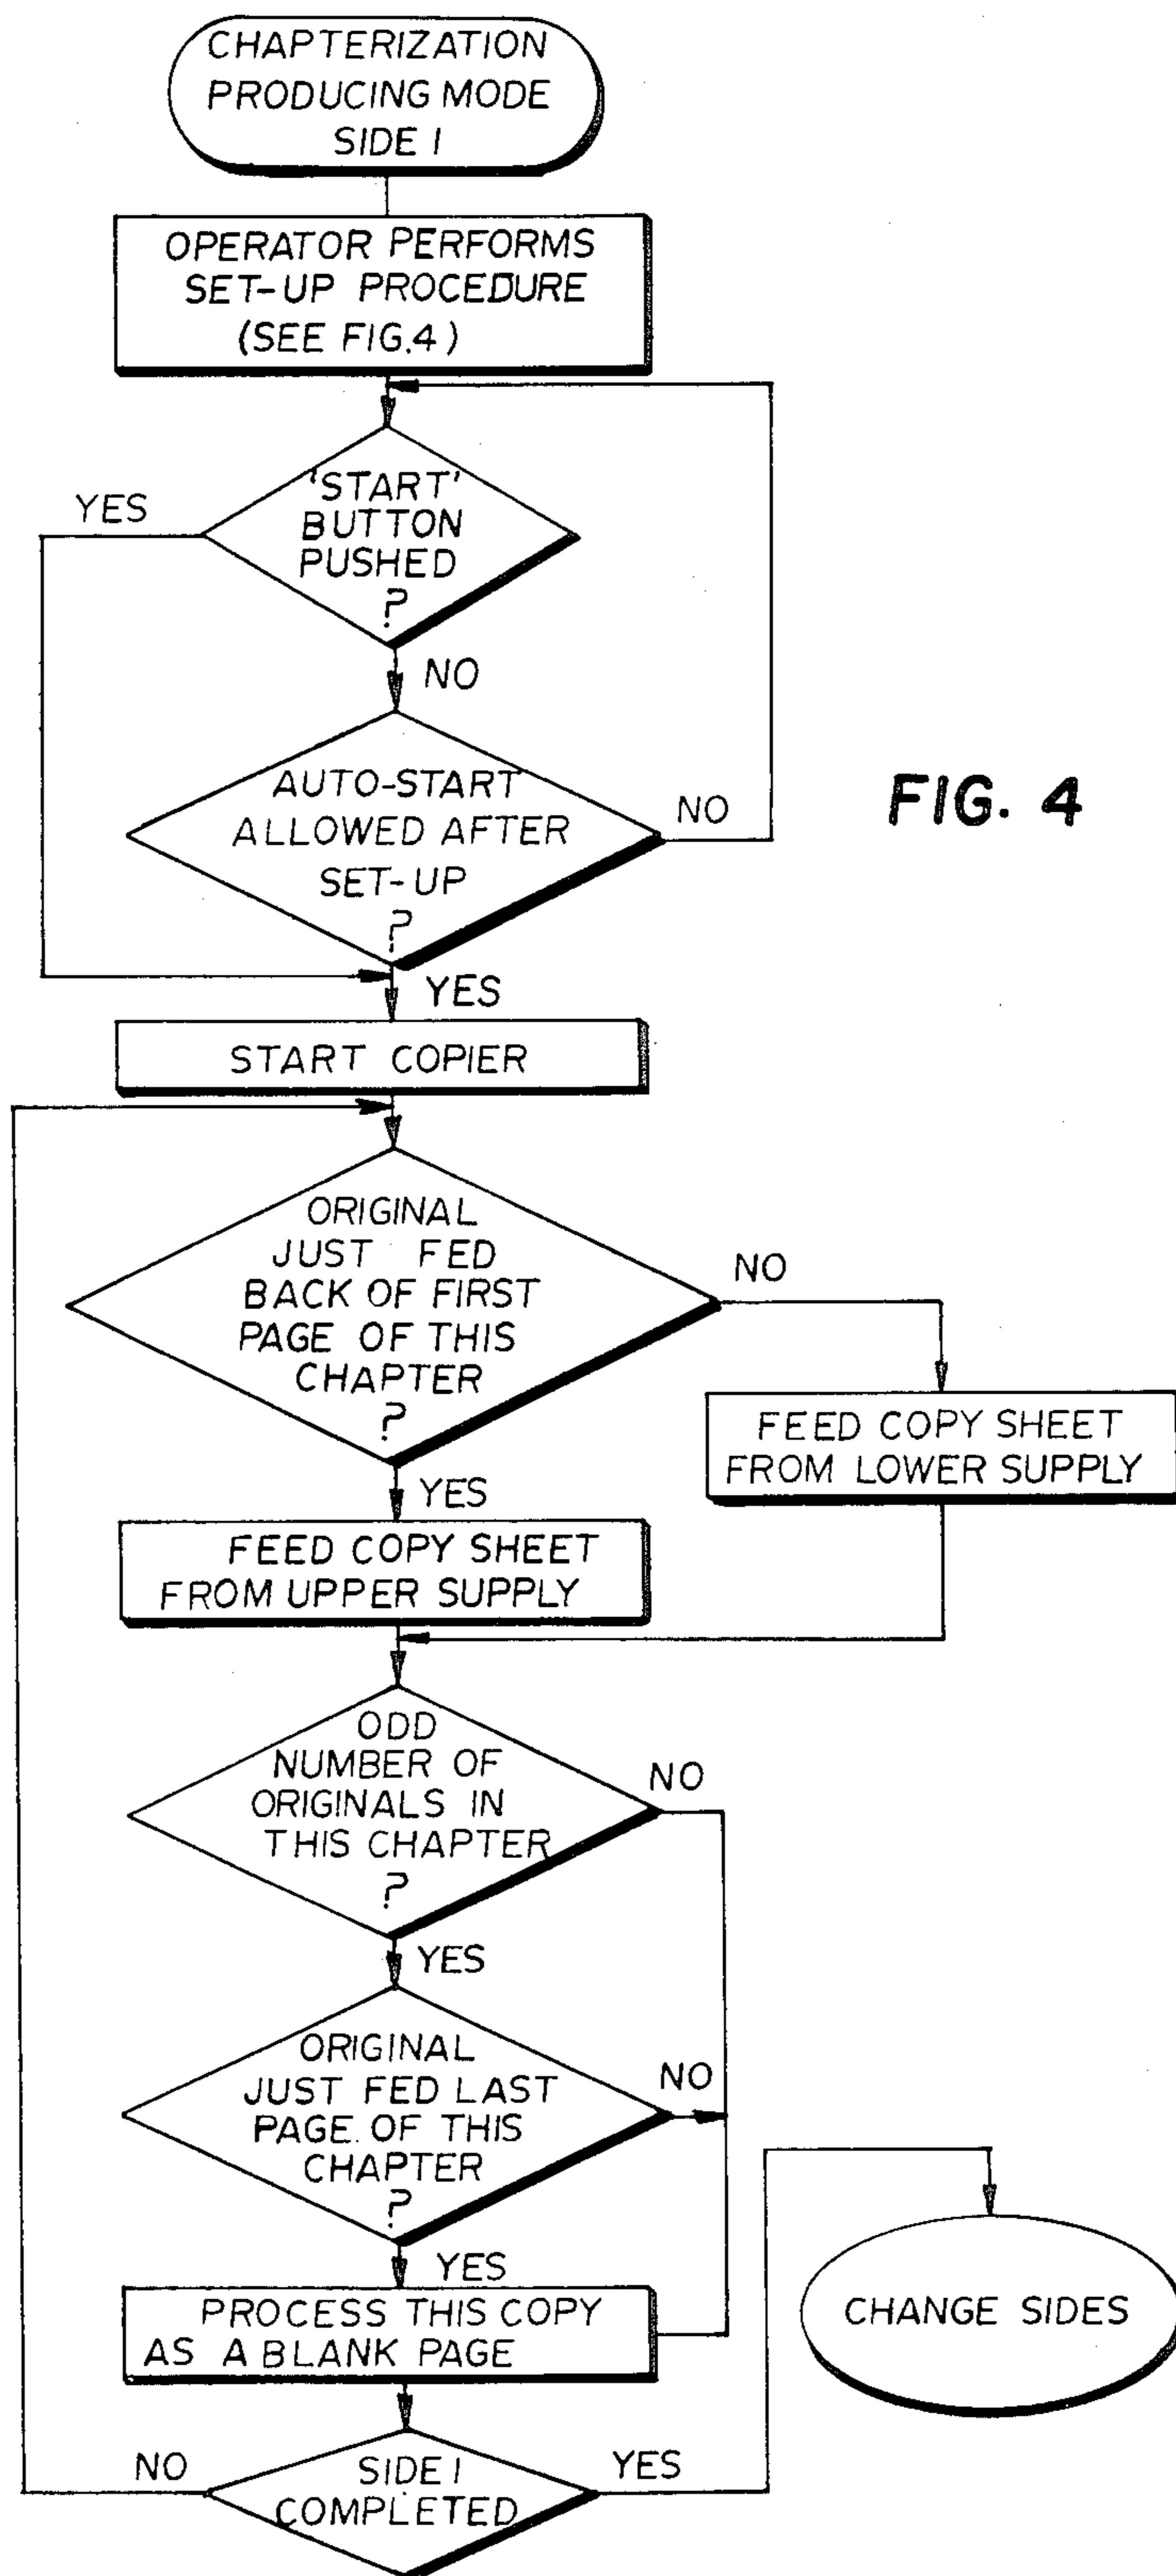 CHAPTERIZATION
PRODUCING MODE
SIDE 1
OPERATOR PERFORMS
SET-UP PROCEDURE
(SEE FIG.4)
'START'
BUTTON
PUSHED
?
YES
NO
AUTO-START
ALLOWED AFTER
SET-UP
?
NO
FIG. 4
YES
START COPIER
ORIGINAL
JUST FED
BACK OF FIRST
PAGE OF THIS
CHAPTER
?
NO
FEED COPY SHEET
FROM LOWER SUPPLY
YES
FEED COPY SHEET
FROM UPPER SUPPLY
ODD
NUMBER OF
ORIGINALS IN
THIS CHAPTER
?
NO
YES
ORIGINAL
JUST FED LAST
PAGE OF THIS
CHAPTER
?
NO
YES
PROCESS THIS COPY
AS A BLANK PAGE
CHANGE SIDES
NO
SIDE 1
COMPLETED
YES